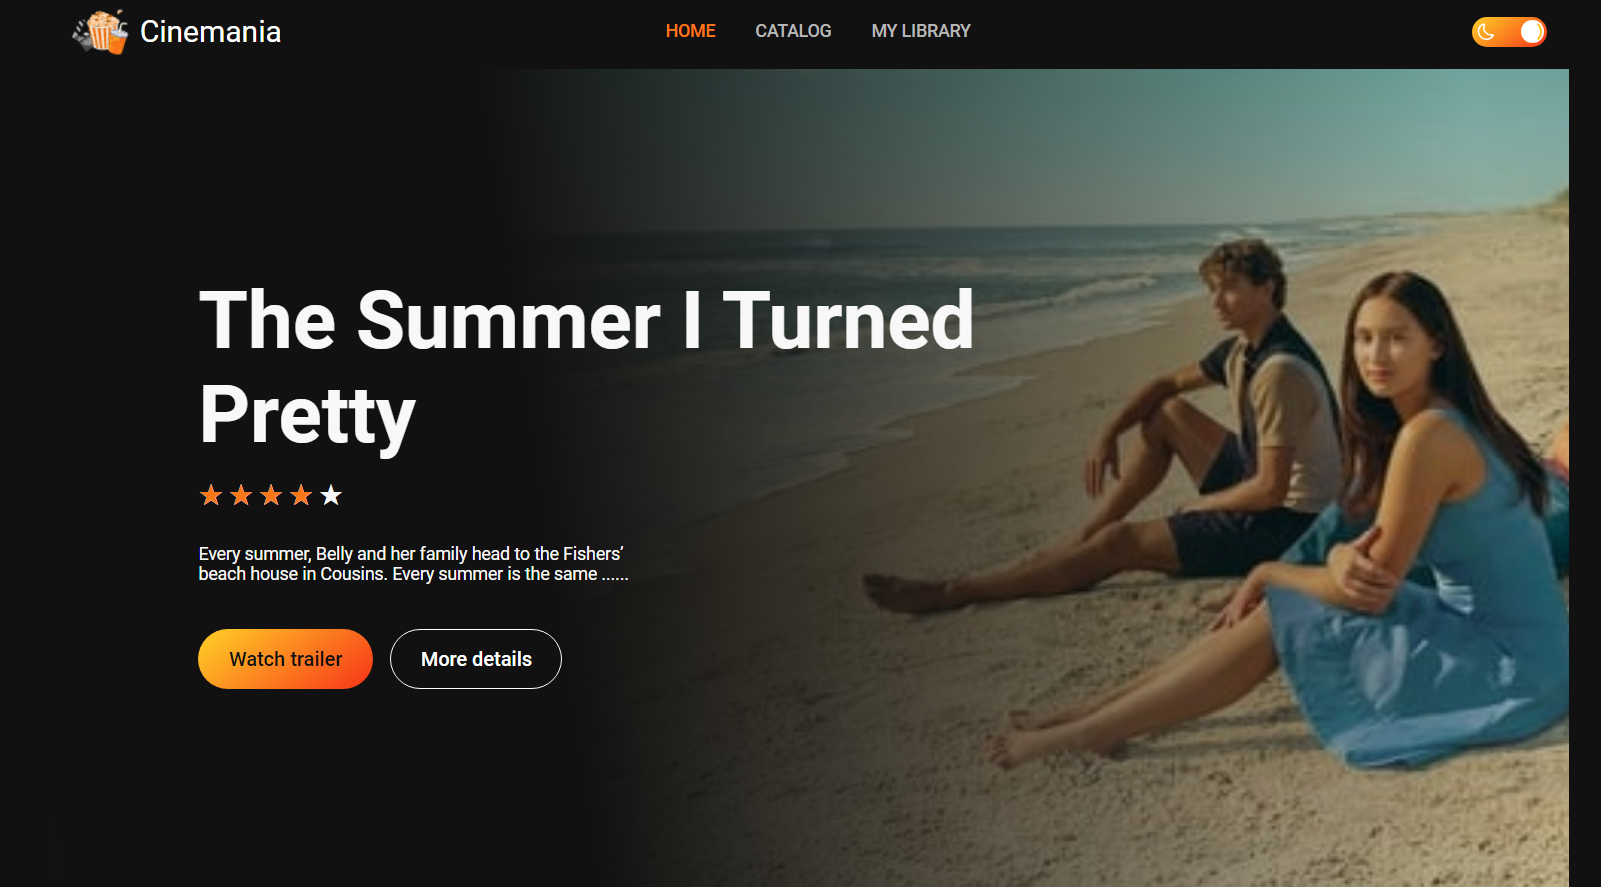 Cinemania
HOME
CATALOG
MY LIBRARY
The Summer I Turned
Pretty
Every summer, Belly and her family head to the Fishers’
beach house in Cousins. Every summer is the same ......
Watch trailer
More details